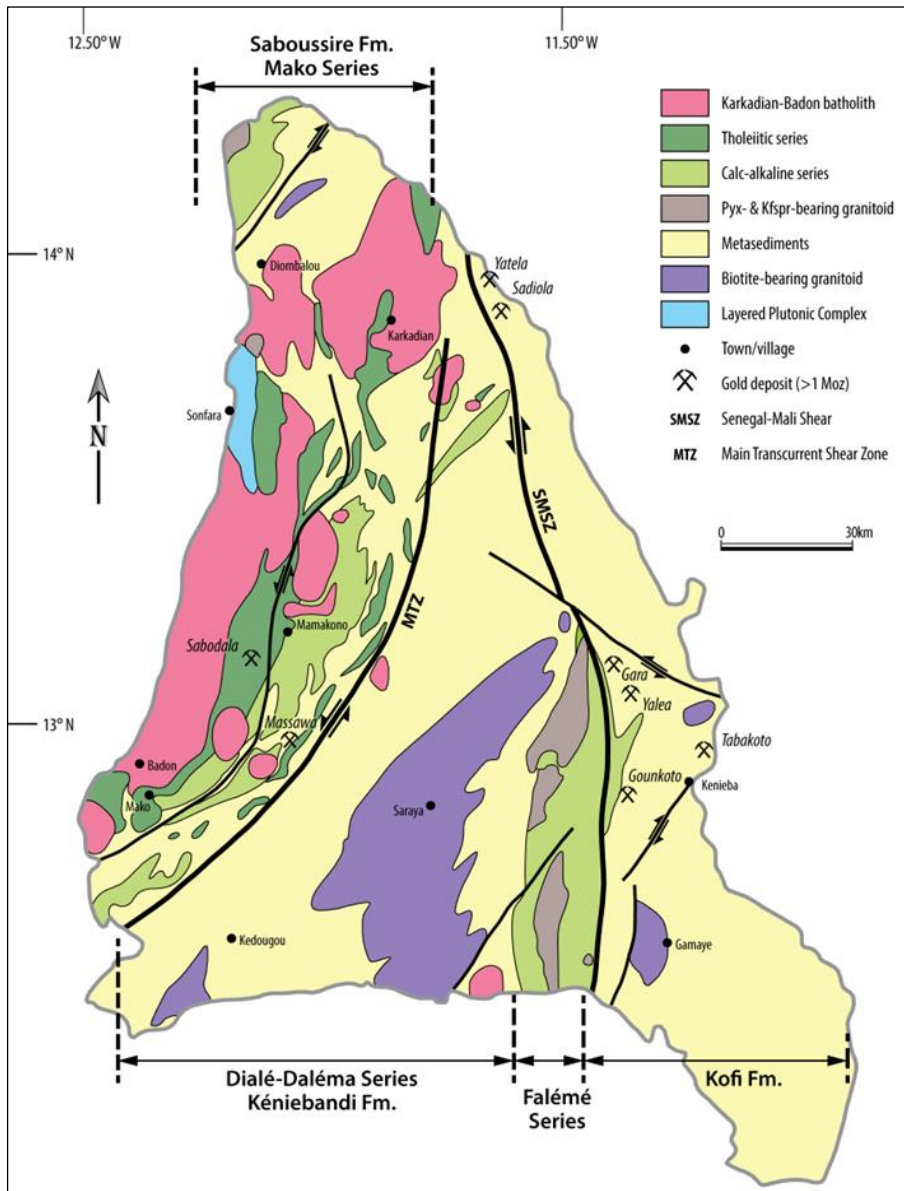 12.50°W
11.50°W
Saboussire Fm.
Mako Series
Karkadian-Badon batholith
Tholeiitic series
Calc-alkaline series
Pyx- & Kfspr-bearing granitoid
Metasediments
Biotite-bearing granitoid
Layered Plutonic Complex
Town/village
Gold deposit (>1 Moz)
SMSZ Senegal-Mali Shear
MTZ Main Transcurrent Shear Zone
0 30km
14° N
Diombalou
Yatela
Sadiola
Karkadian
N
Sonfara
SMSZ
MTZ
Mamakono
Sabodala
Gara
Yalea
13°N
Massawa
Tabakoto
Badon
Kenieba
Mako
Gounkoto
Saraya
Kedougou
Gamaye
Dialé-Daléma Series
Kéniebandi Fm.
Falémé
Series
Kofi Fm.